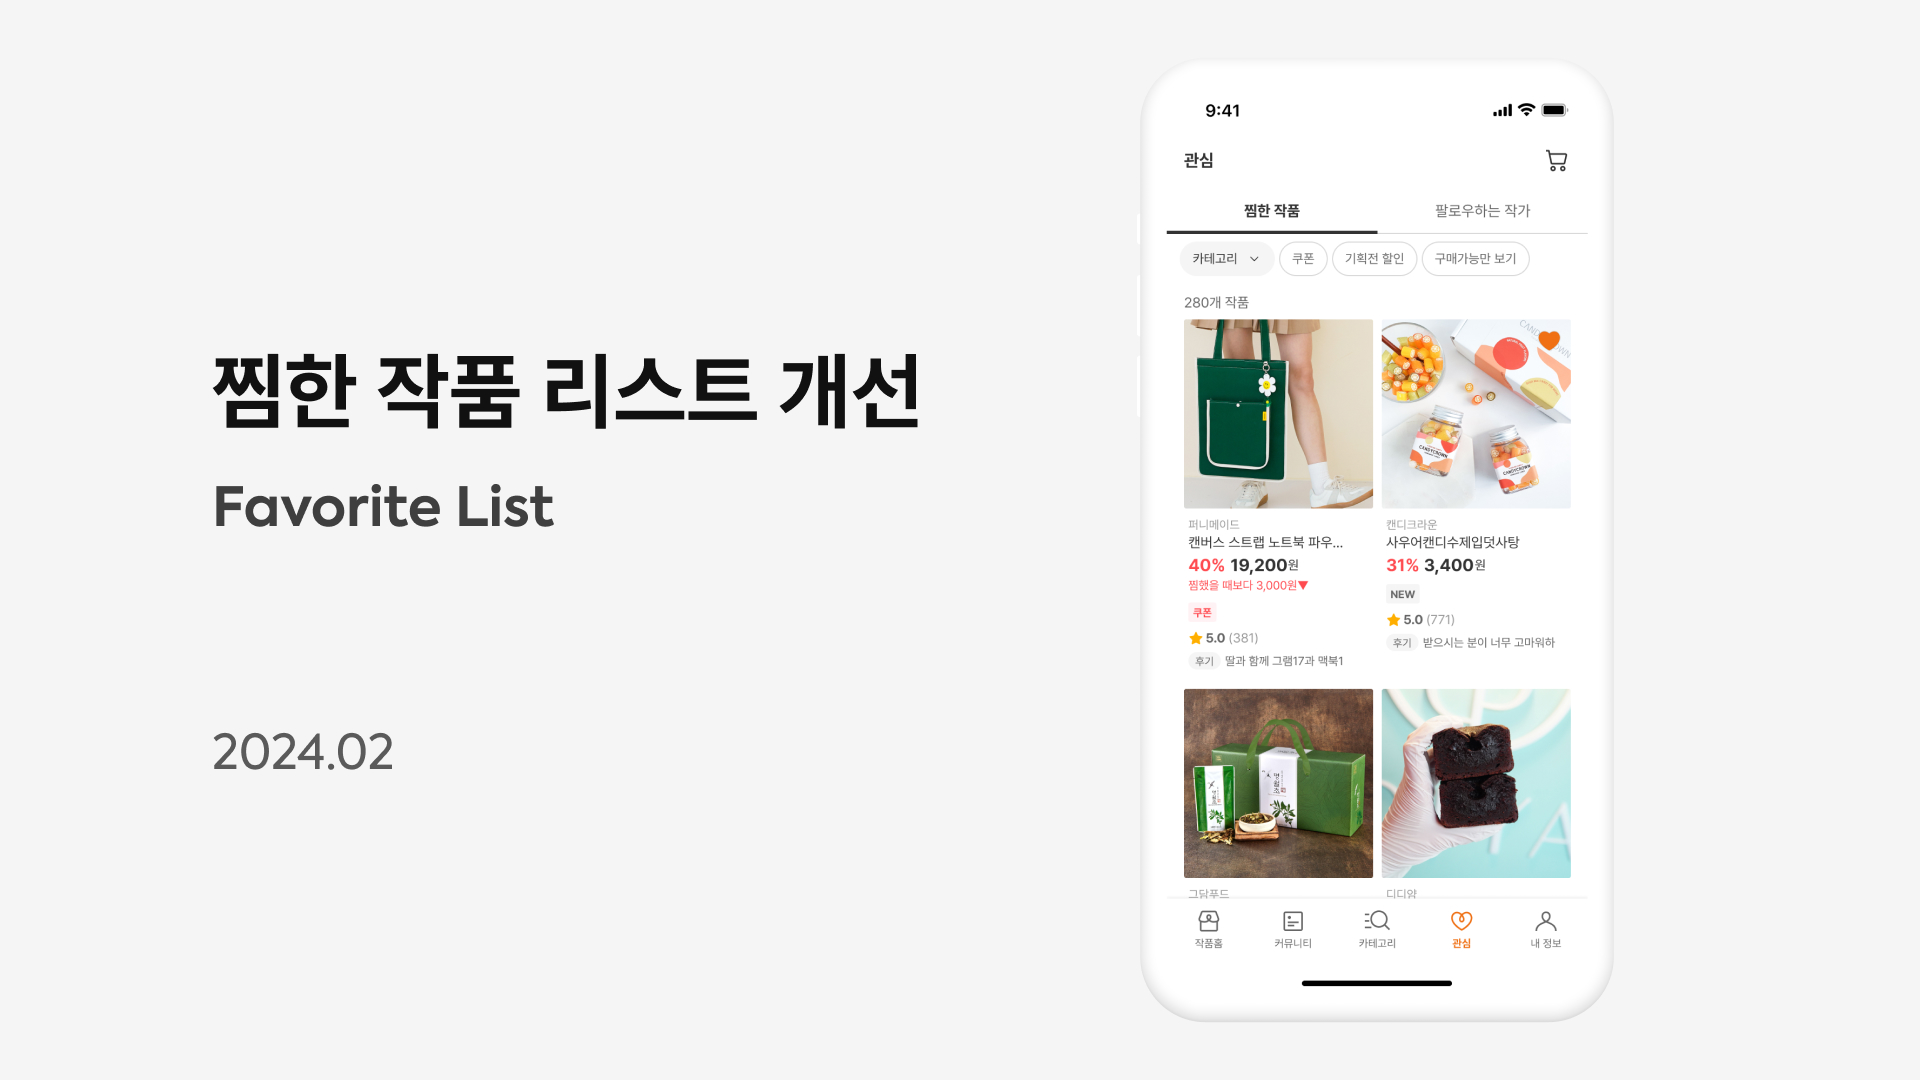 찜한 작품 리스트 개선
Favorite List
2024.02
9:41
관심
찜한 작품
팔로우하는 작가
카테고리
쿠폰
기획전 할인
구매가능만 보기
280개 작품
CANDYCROWN
CANDYCROWN
퍼니메이드
캔버스 스트랩 노트북 파우...
40% 19,200원
찜했을 때보다 3,000원▼
쿠폰
5.0 (381)
후기 딸과 함께 그램17과 맥북1
캔디크라운
사우어캔디수제입덧사탕
31% 3,400원
NEW
5.0 (771)
후기 받으시는 분이 너무 고마워하
그담푸드
디디얌
작품홈
커뮤니티
카테고리
관심
내 정보